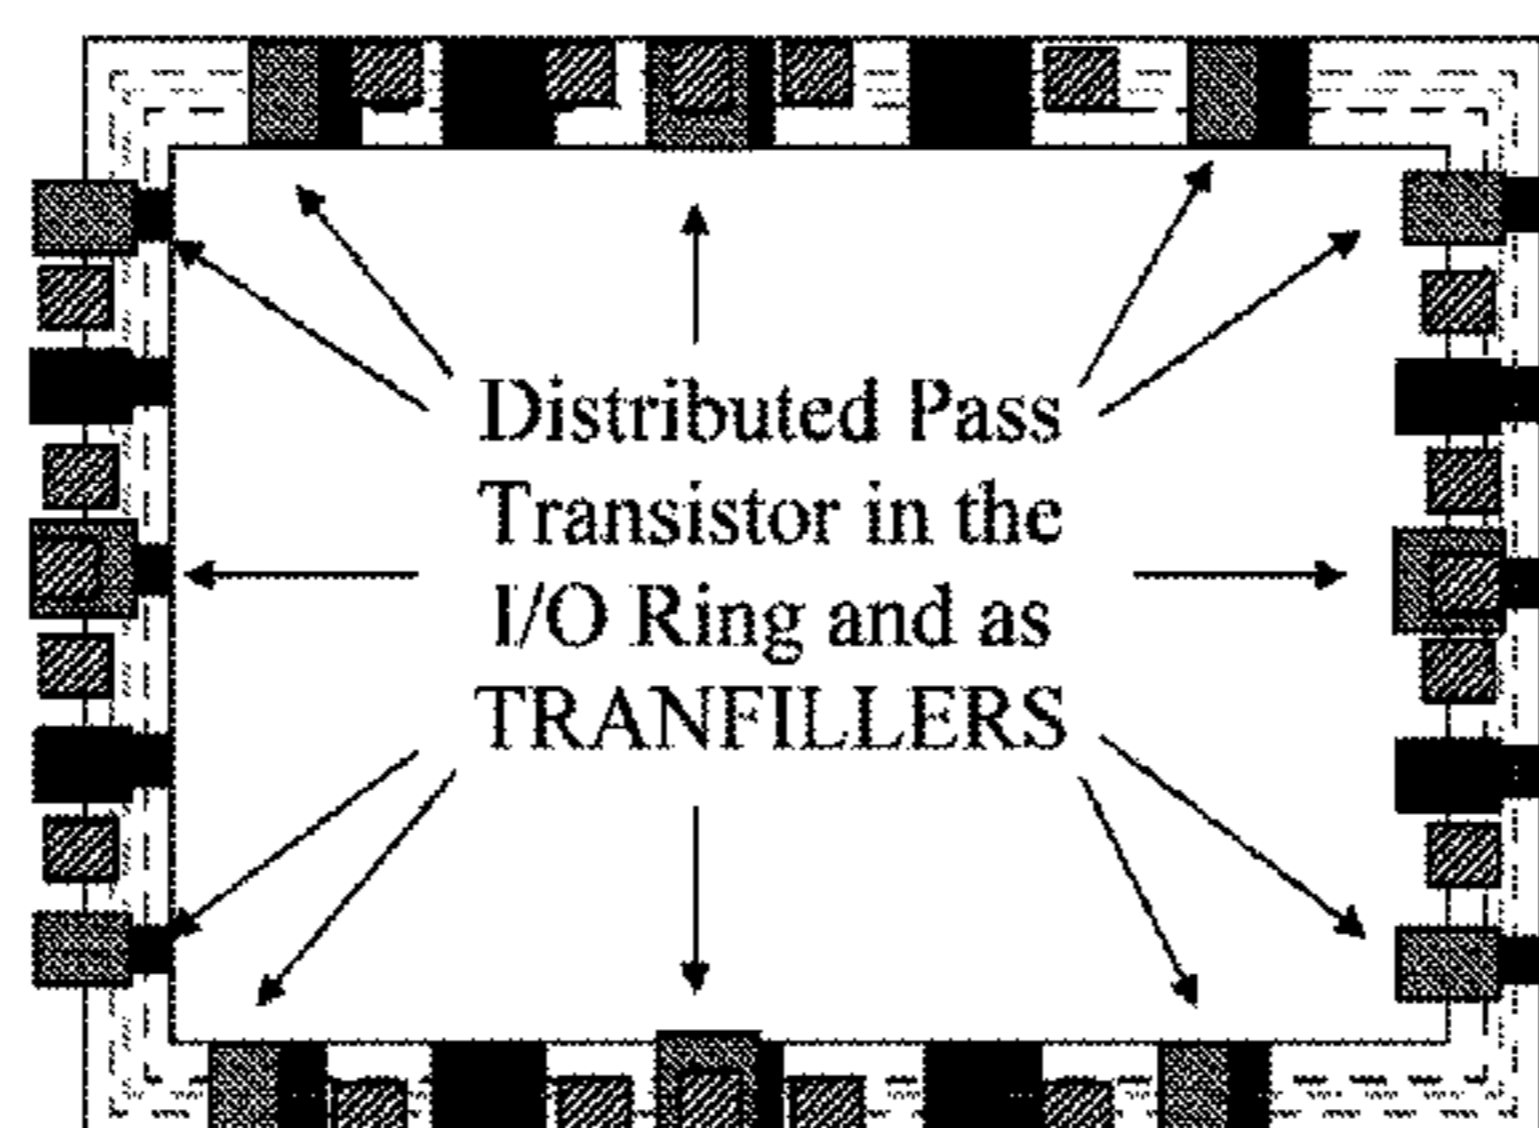 Distributed Pass
Transistor in the
I/O Ring and as
TRANFILLERS